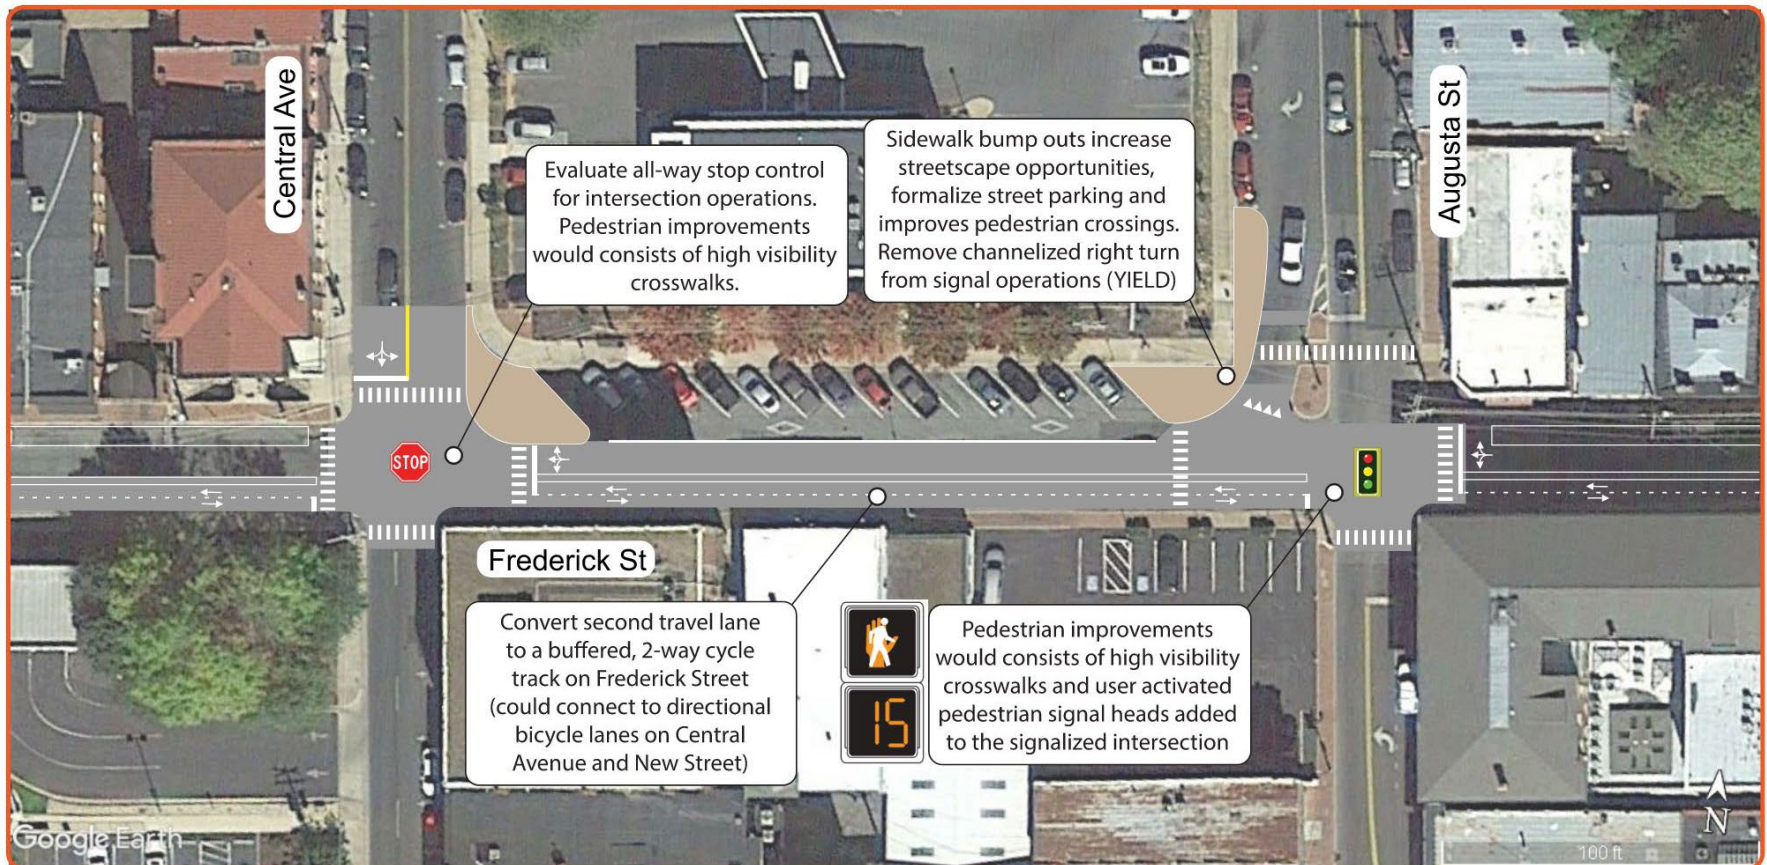 Central Ave
Augusta St
Evaluate all-way stop control
for intersection operations.
Pedestrian improvements
would consists of high visibility
crosswalks.
Sidewalk bump outs increase
streetscape opportunities,
formalize street parking and
improves pedestrian crossings.
Remove channelized right turn
from signal operations (YIELD)
STOP
Frederick St
Convert second travel lane
to a buffered, 2-way cycle
track on Frederick Street
(could connect to directional
bicycle lanes on Central
Avenue and New Street)
15
Pedestrian improvements
would consists of high visibility
crosswalks and user activated
pedestrian signal heads added
to the signalized intersection
N
Google Earth
100 ft